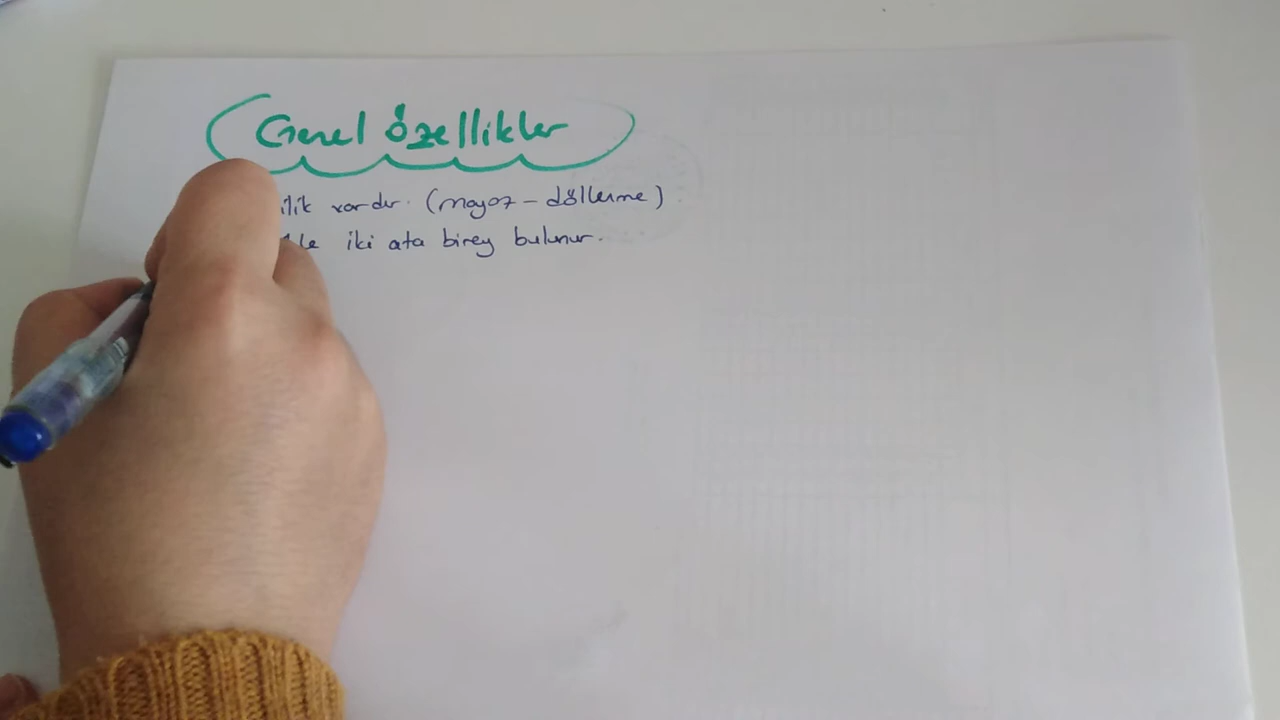 Genel özellikler
vardır. (mayoz - döllenme)
iki ata birey bulunur.